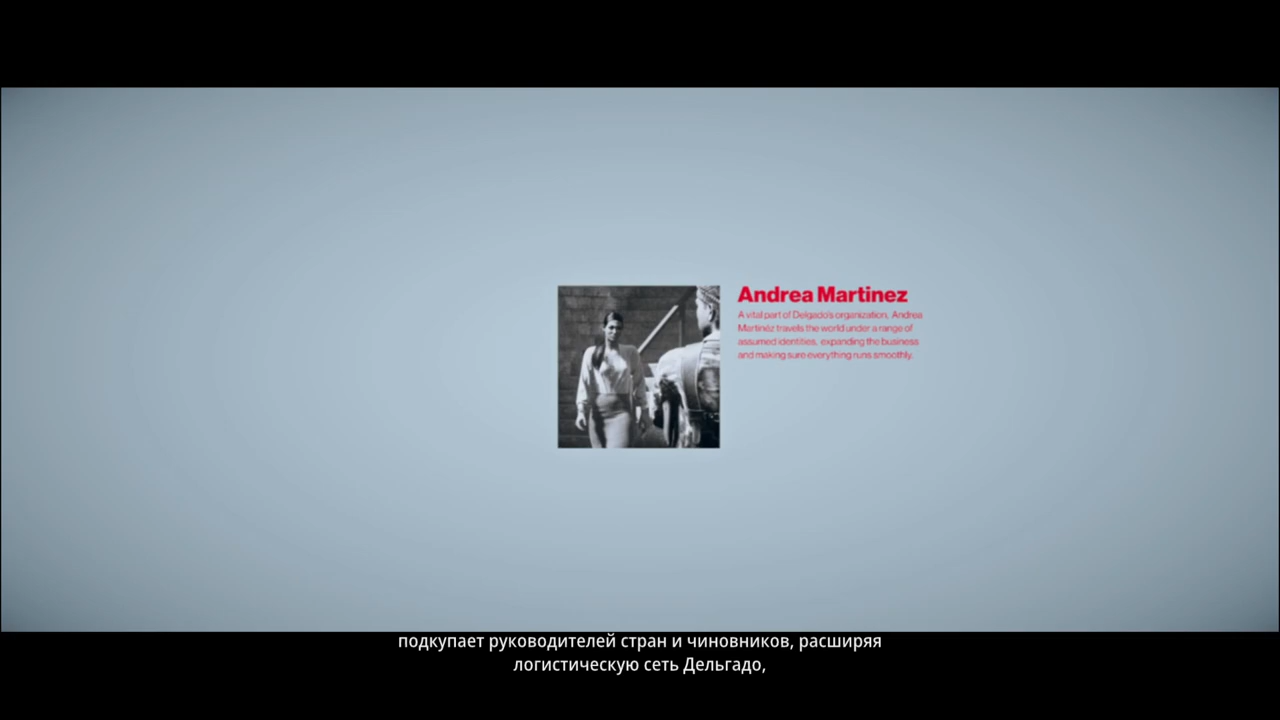 Andrea Martinez
A vital part of Delgado's organization, Andrea
Martinez travels the world under a range of
assumed identities, expanding the business
and making sure everything runs smoothly.
подкупает руководителей стран и чиновников, расширяя
логистическую сеть Дельгадо,